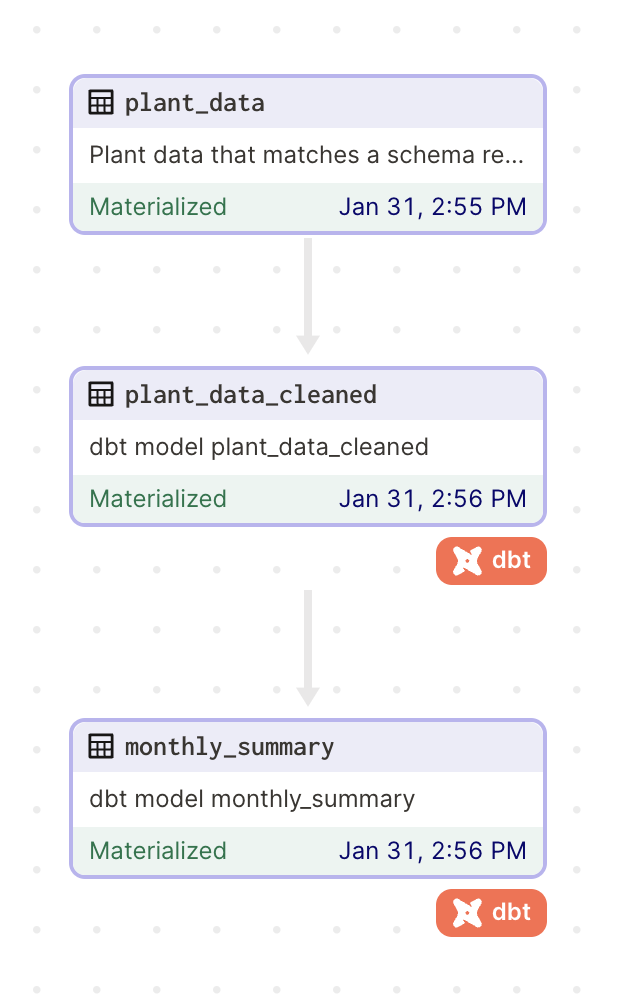 plant_data
Plant data that matches a schema re...
Materialized Jan 31, 2:55 PM
plant_data_cleaned
dbt model plant_data_cleaned
Materialized Jan 31, 2:56 PM
dbt
monthly_summary
dbt model monthly_summary
Materialized Jan 31, 2:56 PM
dbt